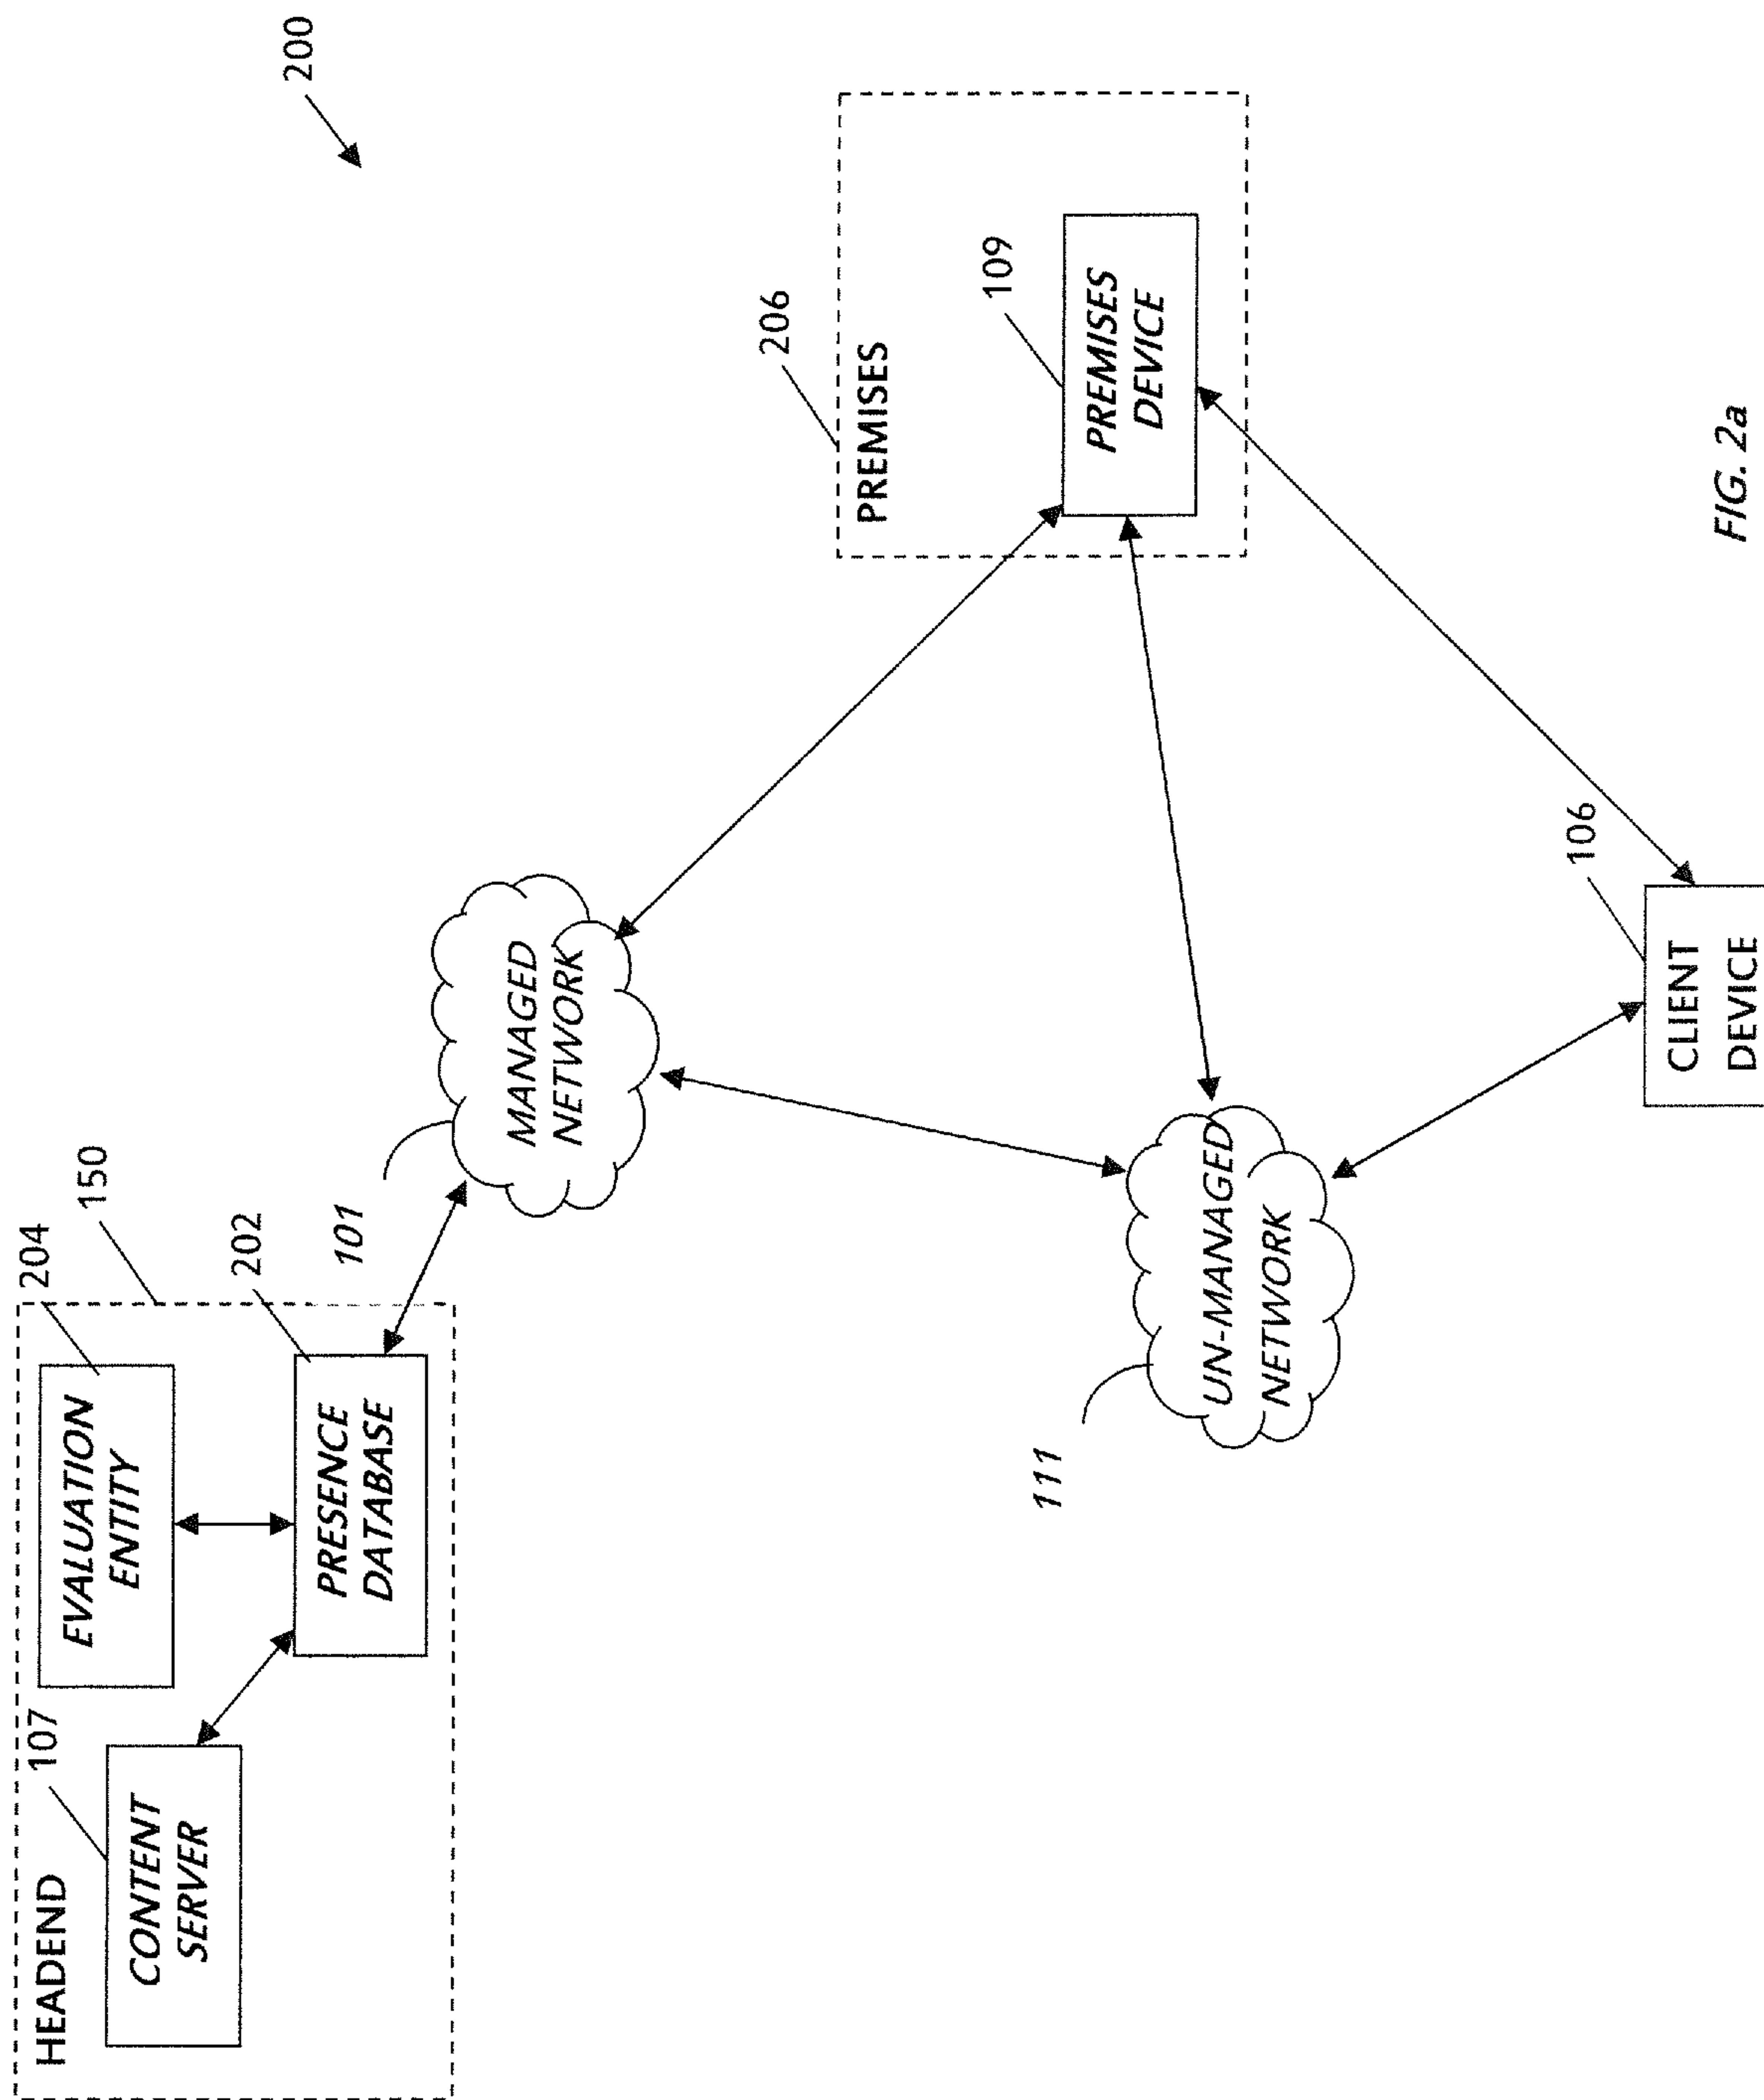 200
HEADEND
107
CONTENT
SERVER
204
EVALUATION
ENTITY
150
202
PRESENCE
DATABASE
101
MANAGED
NETWORK
206
PREMISES
109
PREMISES
DEVICE
111
UN-MANAGED
NETWORK
106
CLIENT
DEVICE
FIG. 2a